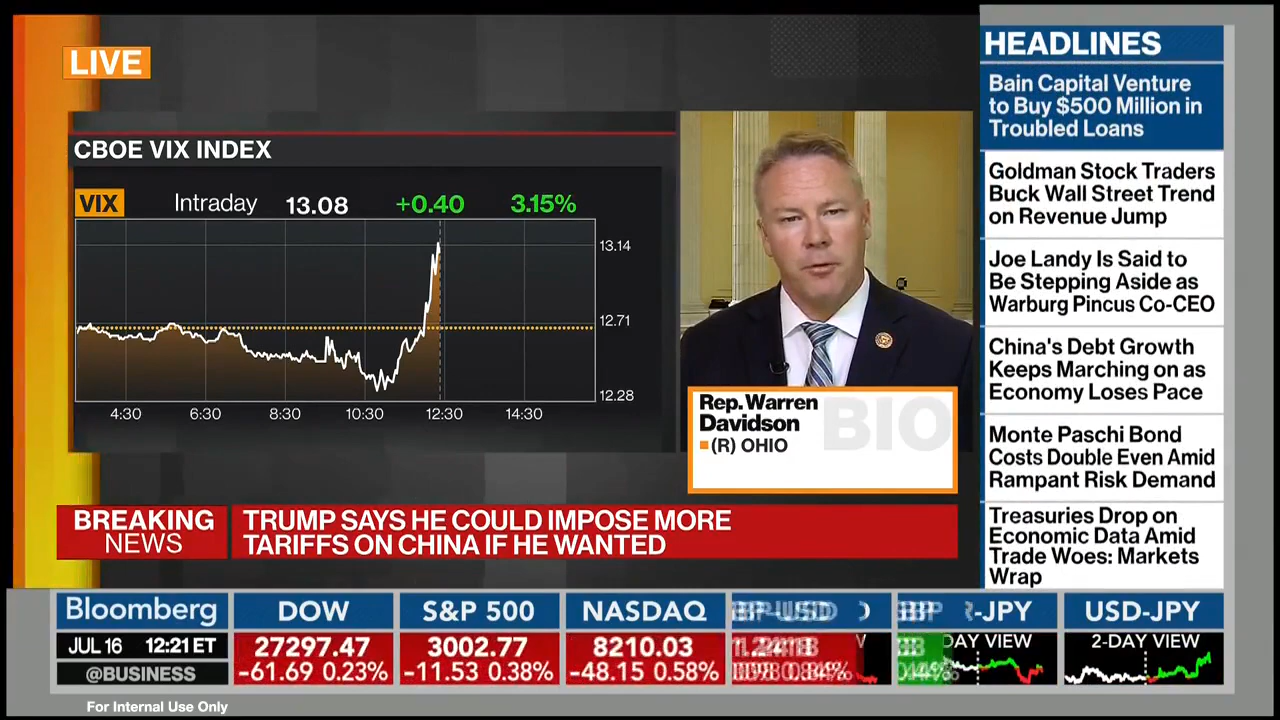 LIVE
CBOE VIX INDEX
VIX Intraday 13.08 +0.40 3.15%
13.14
12.71
12.28
4:30 6:30 8:30 10:30 12:30 14:30
BIO
Rep. Warren
Davidson
(R) OHIO
BREAKING
NEWS
TRUMP SAYS HE COULD IMPOSE MORE
TARIFFS ON CHINA IF HE WANTED
HEADLINES
Bain Capital Venture
to Buy $500 Million in
Troubled Loans
Goldman Stock Traders
Buck Wall Street Trend
on Revenue Jump
Joe Landy Is Said to
Be Stepping Aside as
Warburg Pincus Co-CEO
China's Debt Growth
Keeps Marching on as
Economy Loses Pace
Monte Paschi Bond
Costs Double Even Amid
Rampant Risk Demand
Treasuries Drop on
Economic Data Amid
Trade Woes: Markets
Wrap
Bloomberg
JUL 16 12:21 ET
@BUSINESS
DOW
27297.47
-61.69 0.23%
S&P 500
3002.77
-11.53 0.38%
NASDAQ
8210.03
-48.15 0.58%
-JPY
DAY VIEW
USD-JPY
2-DAY VIEW
For Internal Use Only